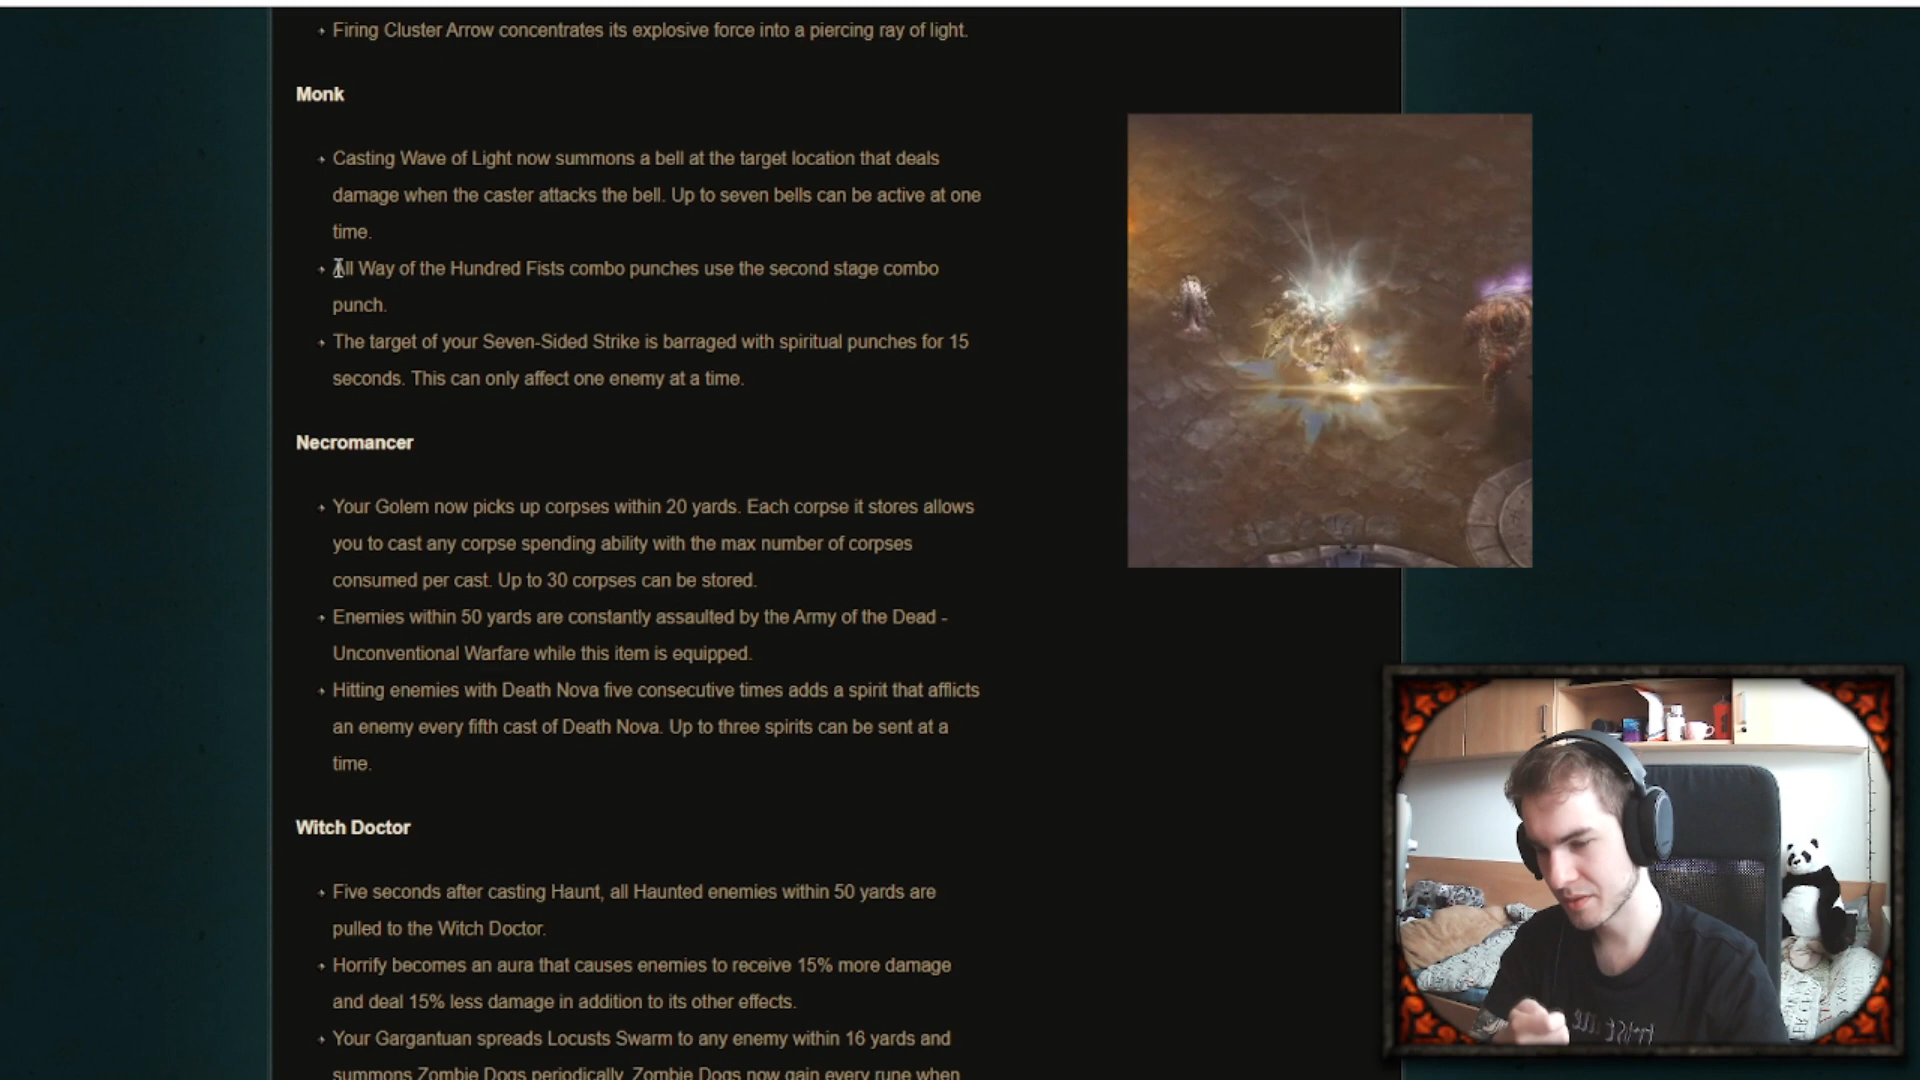 Firing Cluster Arrow concentrates its explosive force into a piercing ray of light.
Monk
Casting Wave of Light now summons a bell at the target location that deals
damage when the caster attacks the bell. Up to seven bells can be active at one
time.
All Way of the Hundred Fists combo punches use the second stage combo
punch.
The target of your Seven-Sided Strike is barraged with spiritual punches for 15
seconds. This can only affect one enemy at a time.
Necromancer
Your Golem now picks up corpses within 20 yards. Each corpse it stores allows
you to cast any corpse spending ability with the max number of corpses
consumed per cast. Up to 30 corpses can be stored.
Enemies within 50 yards are constantly assaulted by the Army of the Dead -
Unconventional Warfare while this item is equipped.
Hitting enemies with Death Nova five consecutive times adds a spirit that afflicts
an enemy every fifth cast of Death Nova. Up to three spirits can be sent at a
time.
Witch Doctor
Five seconds after casting Haunt, all Haunted enemies within 50 yards are
pulled to the Witch Doctor.
Horrify becomes an aura that causes enemies to receive 15% more damage
and deal 15% less damage in addition to its other effects.
Your Gargantuan spreads Locusts Swarm to any enemy within 16 yards and
summons Zombie Dogs periodically. Zombie Dogs now gain every rune when